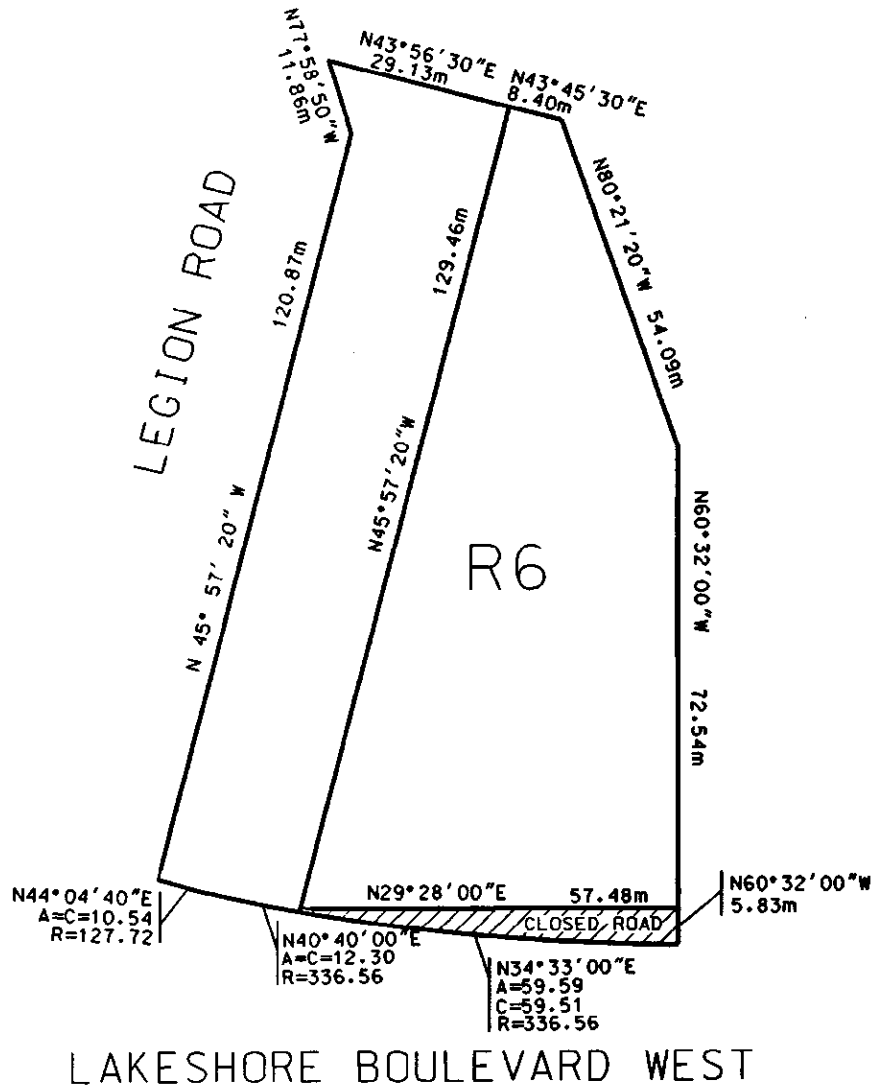 N43°56'30"E
29.13m
N43°45'30"E
8.40m
N77°58'50"W
11.86m
N80°21'20"W 54.09m
LEGION ROAD
120.87m
129.46m
N45°57'20"W
N 45° 57' 20" W
R6
N60°32'00"W
72.54m
N29°28'00"E 57.48m
N60°32'00"W
5.83m
CLOSED ROAD
N44°04'40"E
A=C=10.54
R=127.72
N40°40'00"E
A=C=12.30
R=336.56
N34°33'00"E
A=59.59
C=59.51
R=336.56
LAKESHORE BOULEVARD WEST